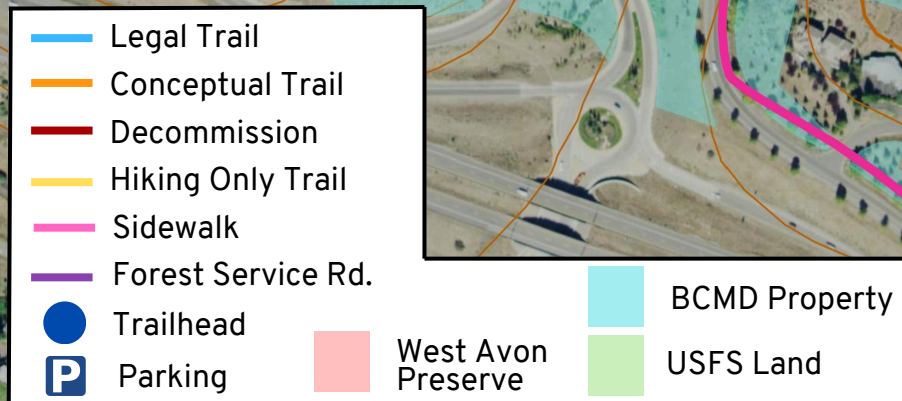 Legal Trail
Conceptual Trail
Decommission
Hiking Only Trail
Sidewalk
Forest Service Rd.
Trailhead
P
Parking
West Avon
Preserve
BCMD Property
USFS Land